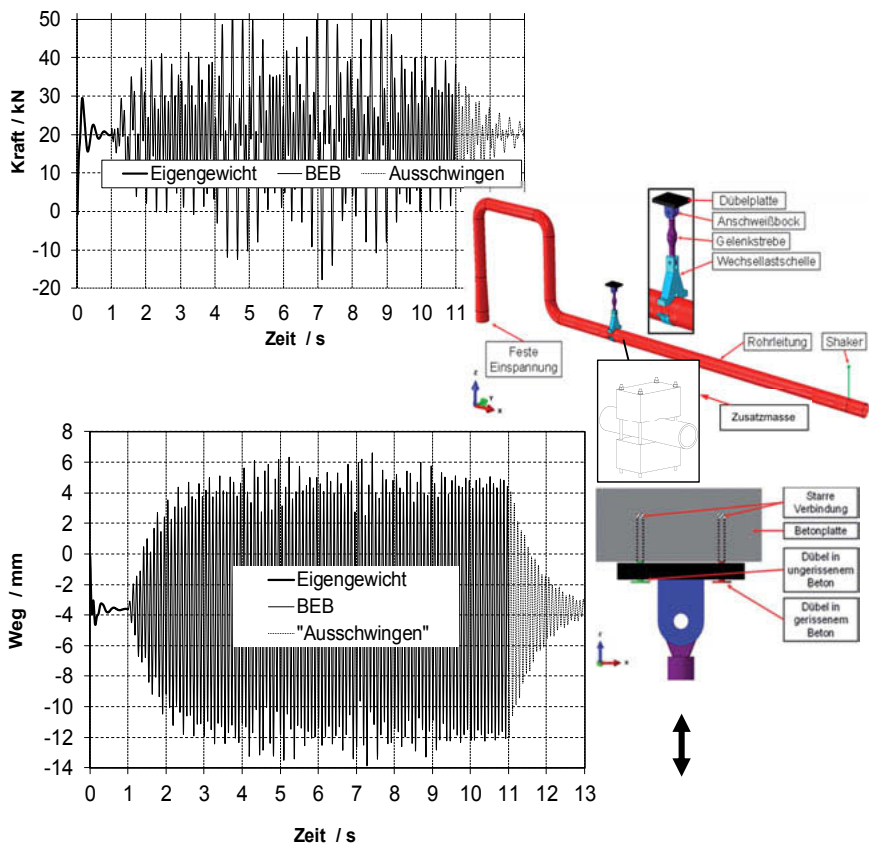 Kraft / kN
50
40
30
20
10
0
-10
-20
Eigengewicht
BEB
Ausschwingen
0 1 2 3 4 5 6 7 8 9 10 11
Zeit / s
Dübelplatte
Anschweißbock
Gelenkstrebe
Wechsellastschelle
Rohrleitung
Shaker
Feste
Einspannung
Zusatzmasse
Z
Y
X
Weg / mm
8
6
4
2
0
-2
-4
-6
-8
-10
-12
-14
Eigengewicht
BEB
"Ausschwingen"
0 1 2 3 4 5 6 7 8 9 10 11 12 13
Zeit / s
Starre
Verbindung
Betonplatte
Dübel in
ungerissenem
Beton
Dübel in
gerissenem
Beton
Z
X